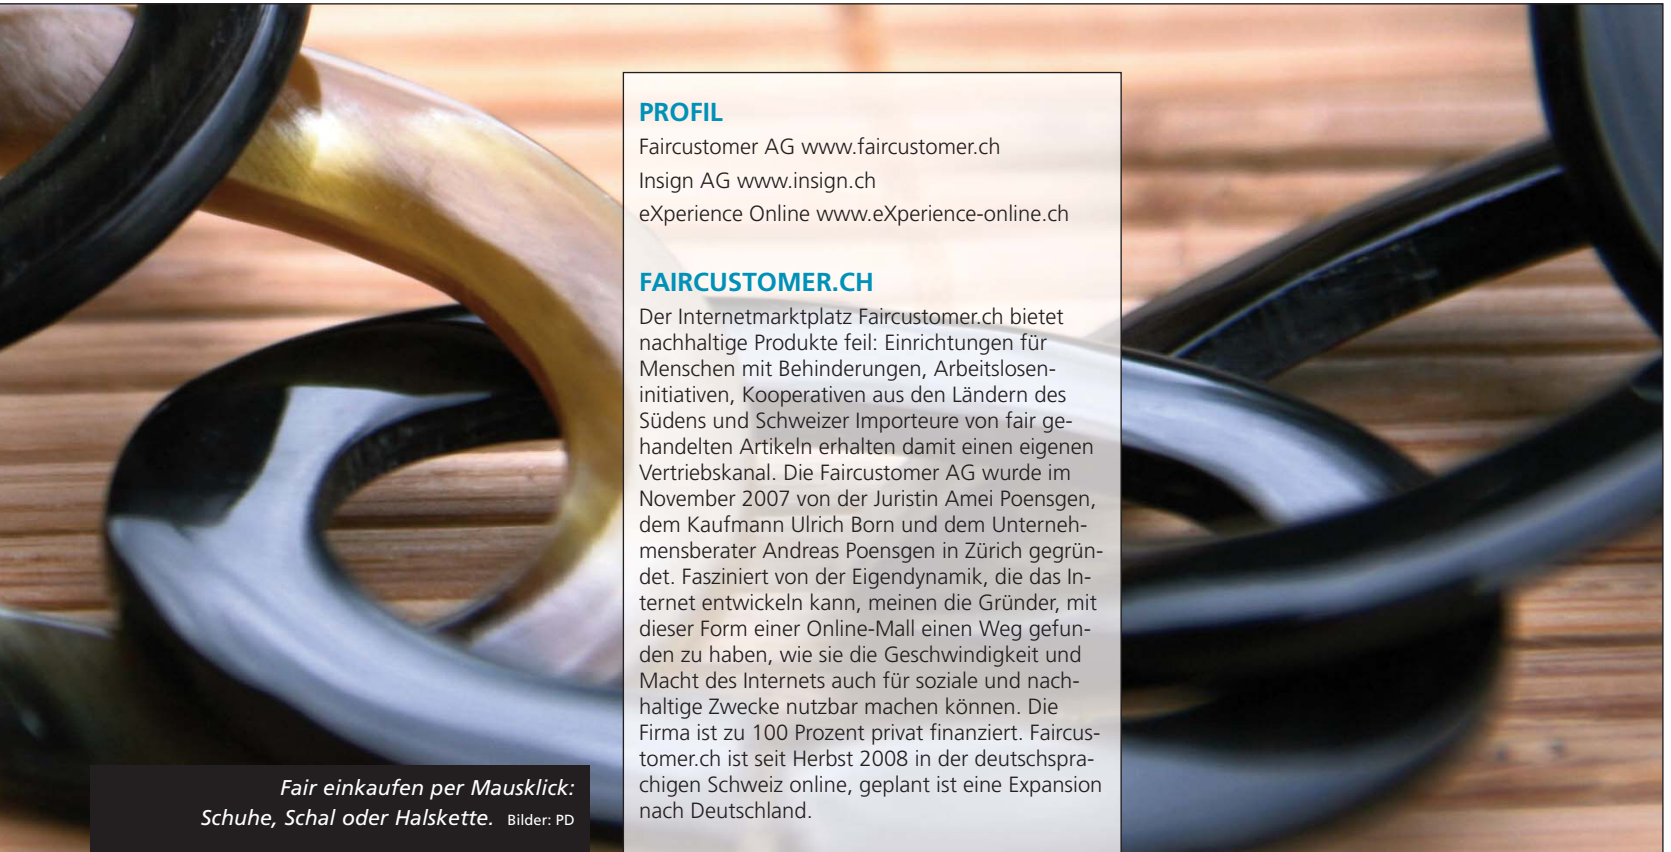 PROFIL
Faircustomer AG www.faircustomer.ch
Insign AG www.insign.ch
eXperience Online www.eXperience-online.ch
FAIRCUSTOMER.CH
Der Internetmarktplatz Faircustomer.ch bietet
nachhaltige Produkte feil: Einrichtungen für
Menschen mit Behinderungen, Arbeitslosen-
initiativen, Kooperativen aus den Ländern des
Südens und Schweizer Importeure von fair ge-
handelten Artikeln erhalten damit einen eigenen
Vertriebskanal. Die Faircustomer AG wurde im
November 2007 von der Juristin Amei Poensgen,
dem Kaufmann Ulrich Born und dem Unterneh-
mensberater Andreas Poensgen in Zürich gegrün-
det. Fasziniert von der Eigendynamik, die das In-
ternet entwickeln kann, meinen die Gründer, mit
dieser Form einer Online-Mall einen Weg gefun-
den zu haben, wie sie die Geschwindigkeit und
Macht des Internets auch für soziale und nach-
haltige Zwecke nutzbar machen können. Die
Firma ist zu 100 Prozent privat finanziert. Faircus-
tomer.ch ist seit Herbst 2008 in der deutschspra-
chigen Schweiz online, geplant ist eine Expansion
nach Deutschland.
Fair einkaufen per Mausklick:
Schuhe, Schal oder Halskette. Bilder: PD